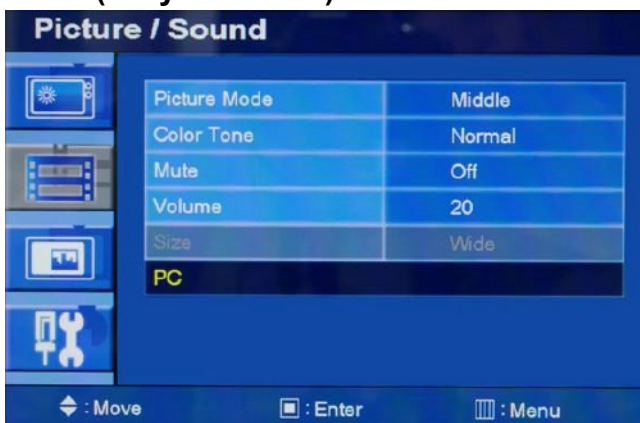 Picture / Sound
Picture Mode Middle
Color Tone Normal
Mute Off
Volume 20
Size Wide
PC
: Move : Enter : Menu